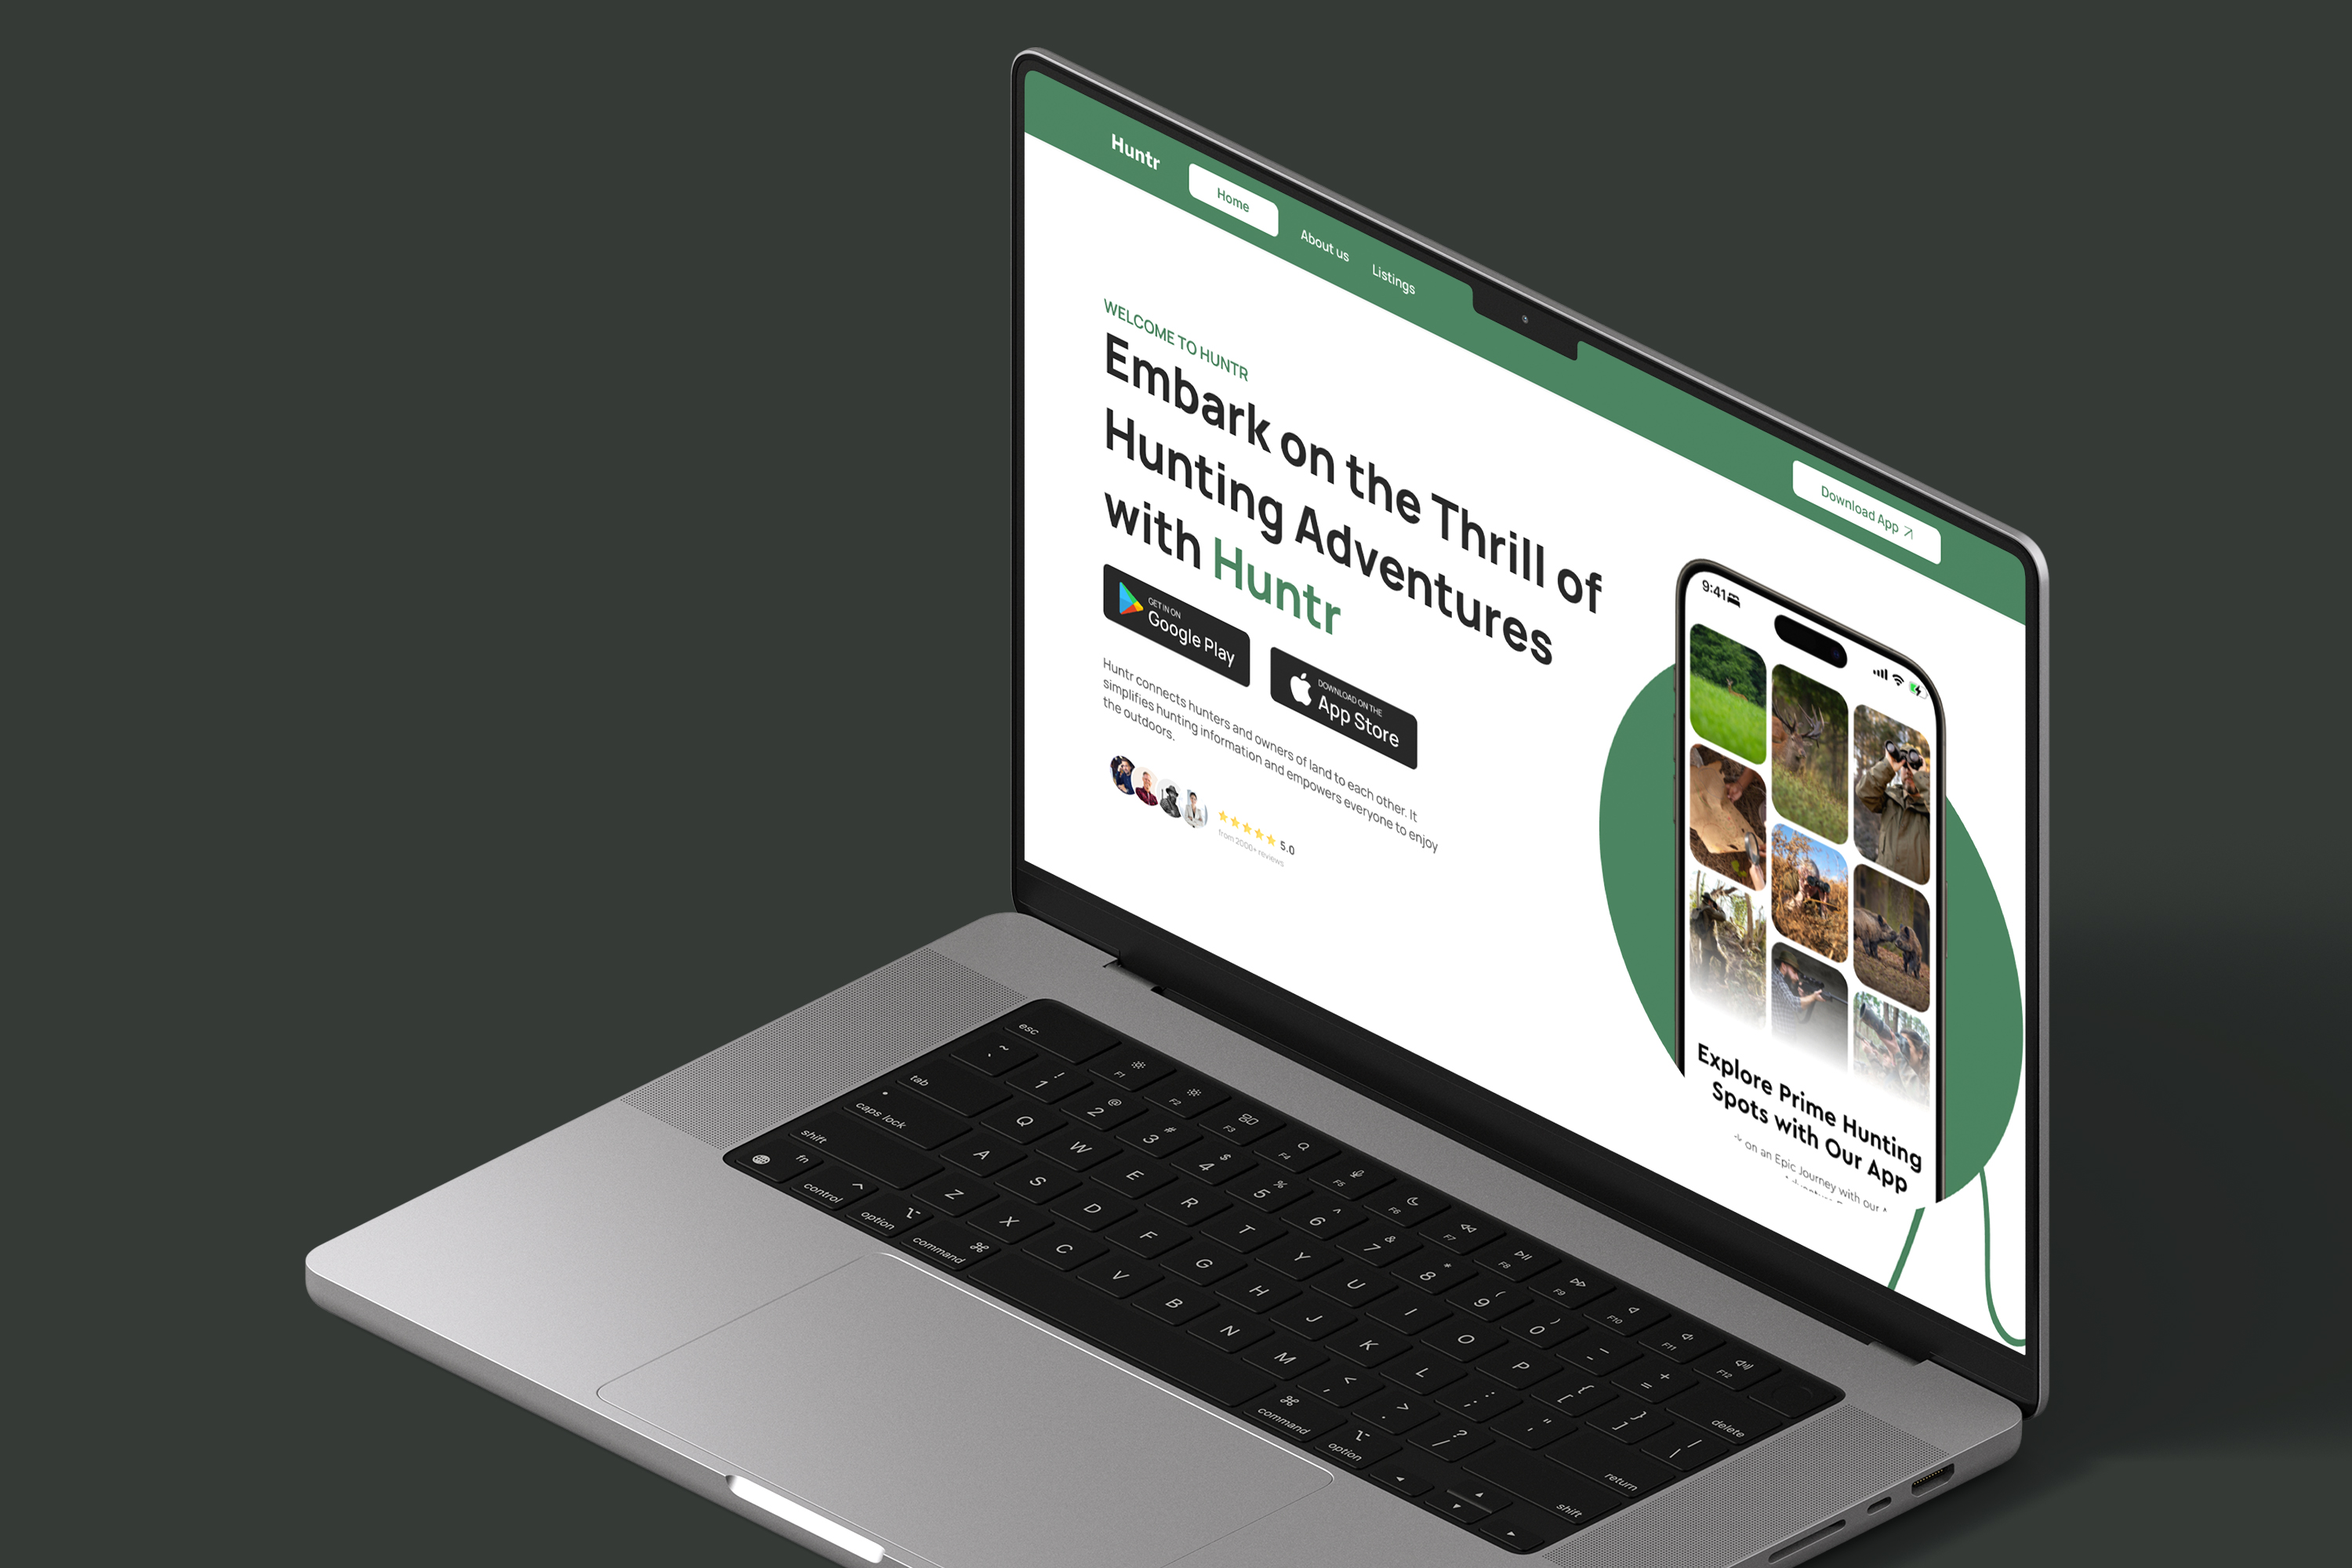 Huntr
Home
About us
Listings
Download App
WELCOME TO HUNTR
Embark on the Thrill of
Hunting Adventures
with Huntr
GET IN ON
Google Play
DOWNLOAD ON THE
App Store
Huntr connects hunters and owners of land to each other. It
simplifies hunting information and empowers everyone to enjoy
the outdoors.
5.0
from 2000+ reviews
9:41
Explore Prime Hunting
Spots with Our App
on an Epic Journey with our
esc
F1
F2
F3
F4
F5
F6
F7
F8
F9
F10
F11
F12
~ `
! 1
@ 2
# 3
$ 4
% 5
^ 6
& 7
* 8
( 9
) 0
_ -
+ =
delete
tab
Q W E R T Y U I O P { [ } ] | \
caps lock
A S D F G H J K L : ; " '
return
shift
Z X C V B N M < , > . ? /
shift
fn
control
option
command
command
option